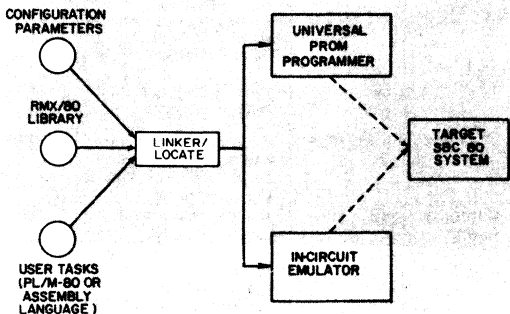 CONFIGURATION
PARAMETERS
RMX/80
LIBRARY
USER TASKS
(PL/M-80 OR
ASSEMBLY
LANGUAGE)
LINKER/
LOCATE
UNIVERSAL
PROM
PROGRAMMER
IN-CIRCUIT
EMULATOR
TARGET
SBC 80
SYSTEM